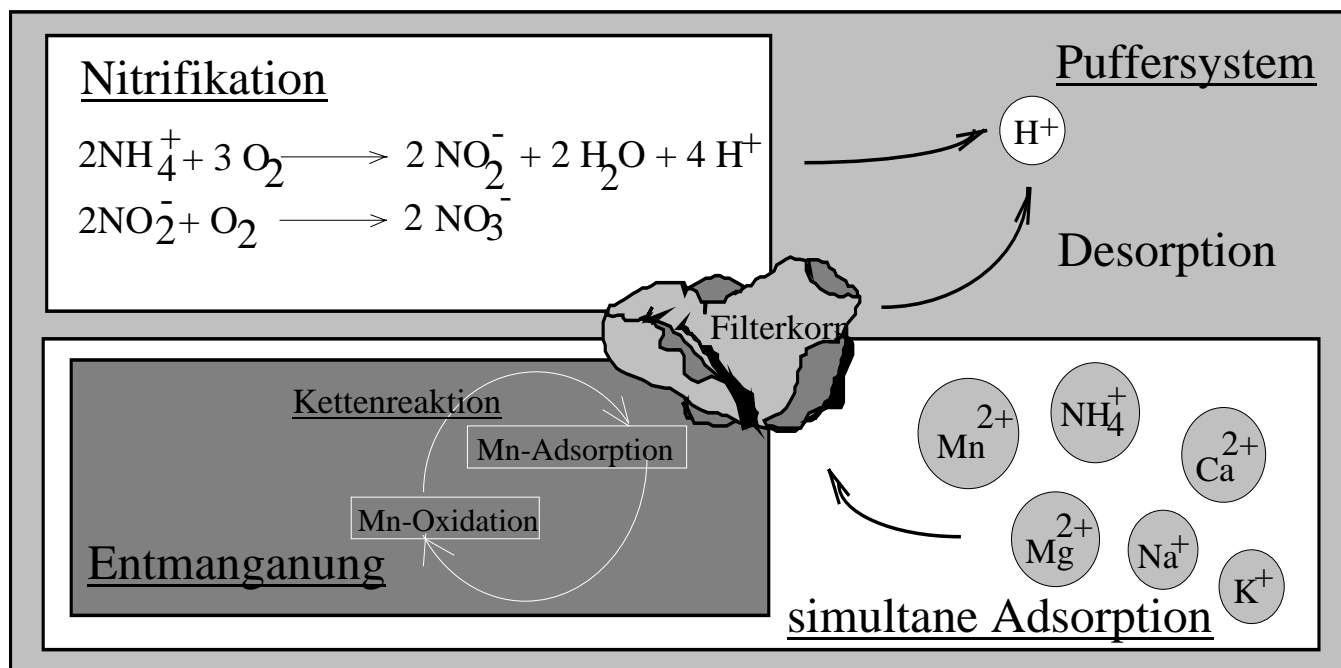 Nitrifikation
2NH₄⁺ + 3 O₂ ⟶ 2 NO₂⁻ + 2 H₂O + 4 H⁺
2NO₂⁻ + O₂ ⟶ 2 NO₃⁻
Puffersystem
H⁺
Desorption
Filterkorn
Kettenreaktion
Mn-Adsorption
Mn-Oxidation
Entmanganung
Mn²⁺
NH₄⁺
Ca²⁺
Mg²⁺
Na⁺
K⁺
simultane Adsorption